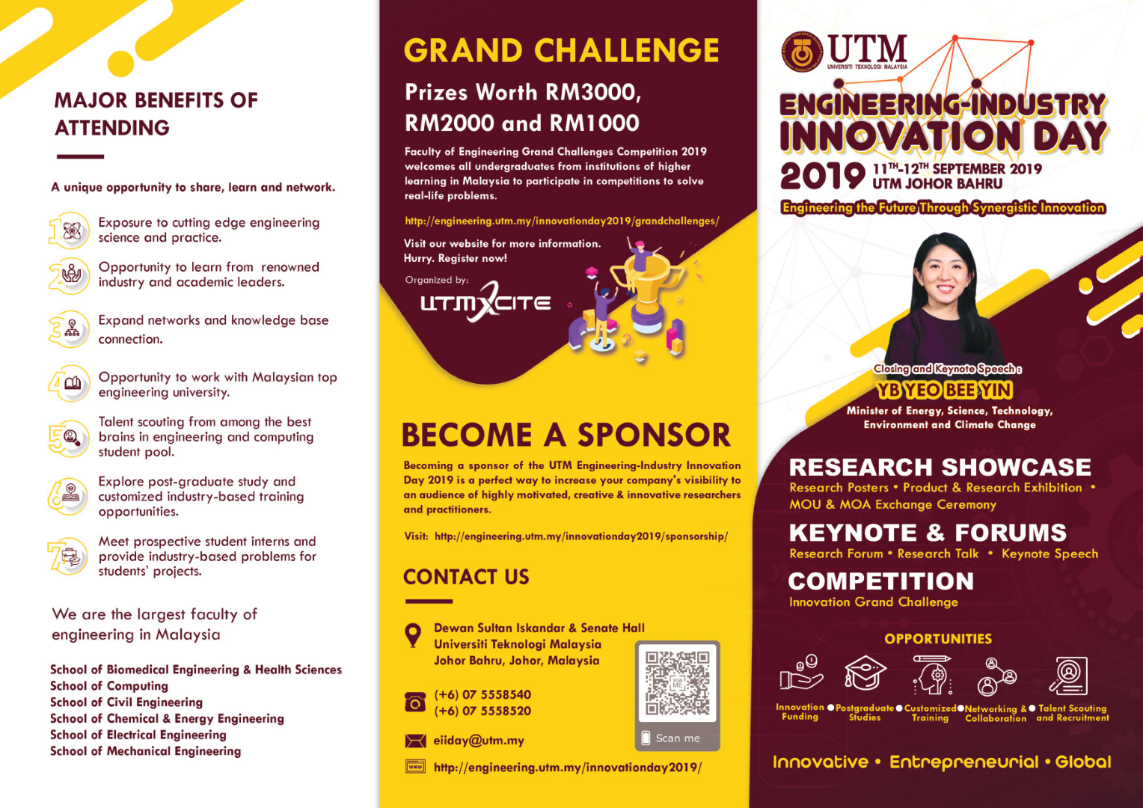 MAJOR BENEFITS OF
ATTENDING
A unique opportunity to share, learn and network.
1
Exposure to cutting edge engineering
science and practice.
2
Opportunity to learn from renowned
industry and academic leaders.
3
Expand networks and knowledge base
connection.
4
Opportunity to work with Malaysian top
engineering university.
5
Talent scouting from among the best
brains in engineering and computing
student pool.
6
Explore post-graduate study and
customized industry-based training
opportunities.
7
Meet prospective student interns and
provide industry-based problems for
students' projects.
We are the largest faculty of
engineering in Malaysia
School of Biomedical Engineering & Health Sciences
School of Computing
School of Civil Engineering
School of Chemical & Energy Engineering
School of Electrical Engineering
School of Mechanical Engineering
GRAND CHALLENGE
Prizes Worth RM3000,
RM2000 and RM1000
Faculty of Engineering Grand Challenges Competition 2019
welcomes all undergraduates from institutions of higher
learning in Malaysia to participate in competitions to solve
real-life problems.
http://engineering.utm.my/innovationday2019/grandchallenges/
Visit our website for more information.
Hurry. Register now!
Organized by:
UTMXCITE
BECOME A SPONSOR
Becoming a sponsor of the UTM Engineering-Industry Innovation
Day 2019 is a perfect way to increase your company's visibility to
an audience of highly motivated, creative & innovative researchers
and practitioners.
Visit: http://engineering.utm.my/innovationday2019/sponsorship/
CONTACT US
Dewan Sultan Iskandar & Senate Hall
Universiti Teknologi Malaysia
Johor Bahru, Johor, Malaysia
(+6) 07 5558540
(+6) 07 5558520
eiiday@utm.my
www
http://engineering.utm.my/innovationday2019/
Scan me
UTM
UNIVERSITI TEKNOLOGI MALAYSIA
ENGINEERING-INDUSTRY
INNOVATION DAY
2019 11TH-12TH SEPTEMBER 2019
UTM JOHOR BAHRU
Engineering the Future Through Synergistic Innovation
Closing and Keynote Speech :
YB YEO BEE YIN
Minister of Energy, Science, Technology,
Environment and Climate Change
RESEARCH SHOWCASE
Research Posters • Product & Research Exhibition •
MOU & MOA Exchange Ceremony
KEYNOTE & FORUMS
Research Forum • Research Talk • Keynote Speech
COMPETITION
Innovation Grand Challenge
OPPORTUNITIES
Innovation Funding
Postgraduate Studies
Customized Training
Networking & Collaboration
Talent Scouting and Recruitment
Innovative • Entrepreneurial • Global